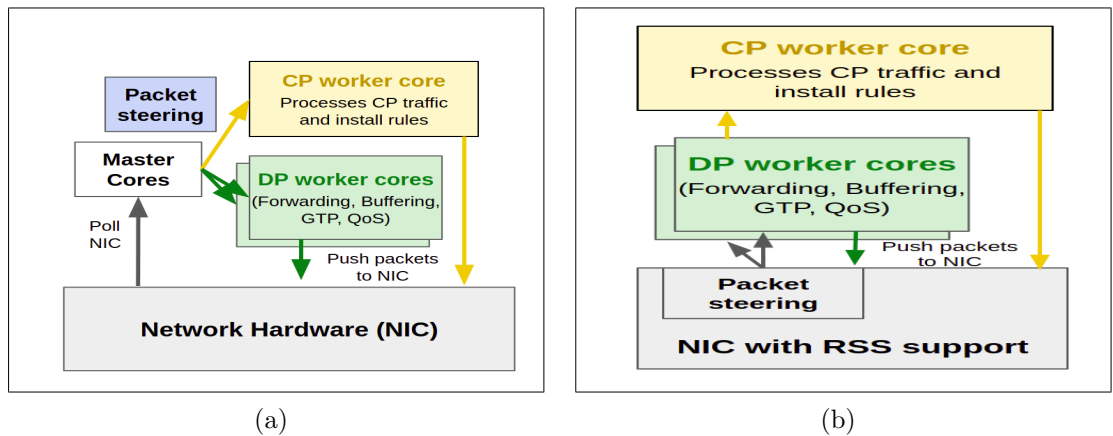 Packet
steering
CP worker core
Processes CP traffic
and install rules
Master
Cores
DP worker cores
(Forwarding, Buffering,
GTP, QoS)
Poll
NIC
Push packets
to NIC
Network Hardware (NIC)
(a)
CP worker core
Processes CP traffic and
install rules
DP worker cores
(Forwarding, Buffering,
GTP, QoS)
Push packets
to NIC
Packet
steering
NIC with RSS support
(b)